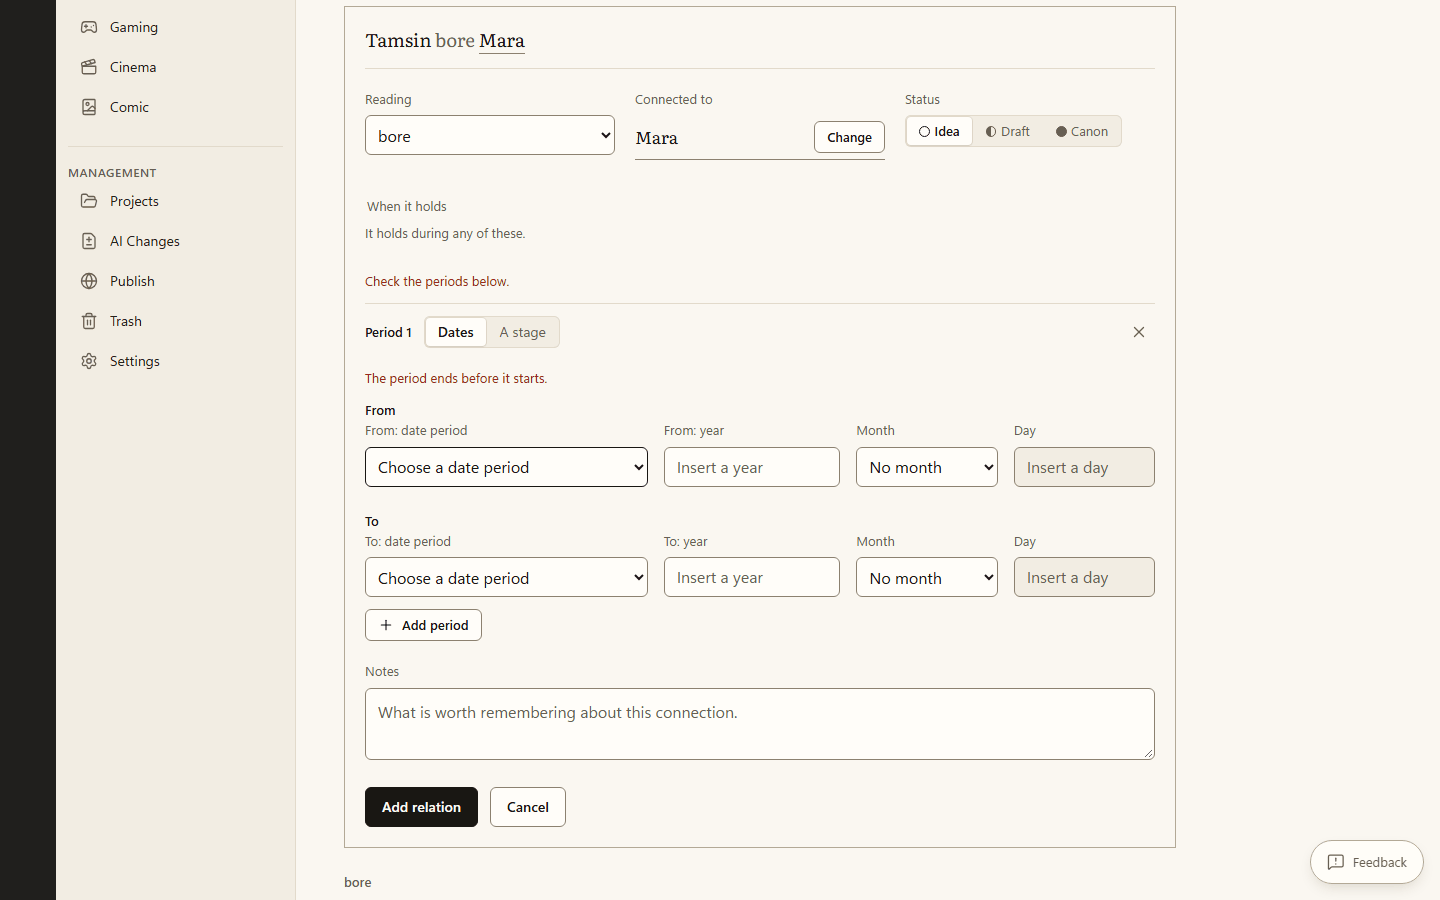 Gaming
Cinema
Comic
MANAGEMENT
Projects
AI Changes
Publish
Trash
Settings
Tamsin bore Mara
Reading
bore
Connected to
Mara
Change
Status
Idea
Draft
Canon
When it holds
It holds during any of these.
Check the periods below.
Period 1
Dates
A stage
The period ends before it starts.
From
From: date period
From: year
Month
Day
Choose a date period
Insert a year
No month
Insert a day
To
To: date period
To: year
Month
Day
Choose a date period
Insert a year
No month
Insert a day
Add period
Notes
What is worth remembering about this connection.
Add relation
Cancel
bore
Feedback